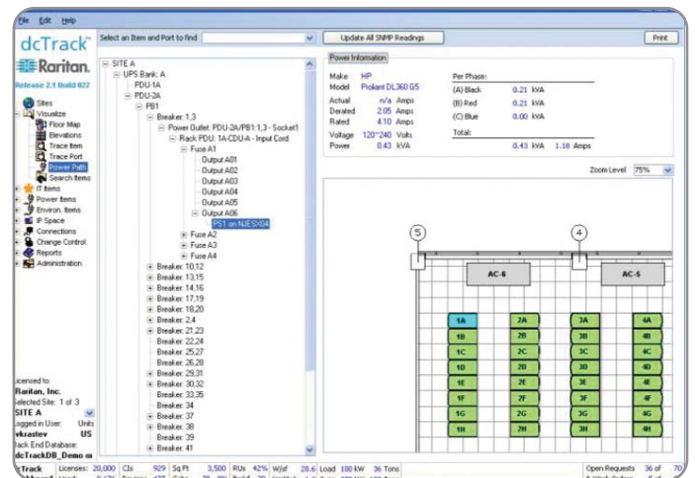 File Edit Help
dcTrack™
Raritan.
Release 2.1 Build 022
Sites
Visualize
Floor Map
Elevations
Trace Item
Trace Port
Power Path
Search Items
IT Items
Power Items
Environ. Items
IP Space
Connections
Change Control
Reports
Administration
Licensed to
Raritan, Inc.
Selected Site: 1 of 3
SITE A
Logged in User: Units
vkrastev US
Back End Database:
dcTrackDB_Demo
Select an Item and Port to find
Update All SNMP Readings
Print
SITE A
UPS Bank: A
PDU-1A
PDU-2A
PB1
Breaker: 1,3
Power Outlet: PDU-2A/PB1:1,3 - Socket1
Rack PDU: 1A-CDU-A - Input Cord
Fuse A1
Output A01
Output A02
Output A03
Output A04
Output A05
Output A06
PS1 on NJESX04
Fuse A2
Fuse A3
Fuse A4
Breaker: 10,12
Breaker: 13,15
Breaker: 14,16
Breaker: 17,19
Breaker: 18,20
Breaker: 2,4
Breaker: 21,23
Breaker: 22,24
Breaker: 25,27
Breaker: 26,28
Breaker: 29,31
Breaker: 30,32
Breaker: 33,35
Breaker: 34
Breaker: 37
Breaker: 38
Breaker: 39
Breaker: 41
Power Information
Make HP
Model Proliant DL360 G5
Actual n/a Amps
Derated 2.05 Amps
Rated 4.10 Amps
Voltage 120~240 Volts
Power 0.43 kVA
Per Phase:
(A) Black 0.21 kVA
(B) Red 0.21 kVA
(C) Blue 0.00 kVA
Total:
0.43 kVA 1.18 Amps
Zoom Level 75%
5 4
AC-6 AC-5
1A 2A 3A 4A
1B 2B 3B 4B
1C 2C 3C 4C
1D 2D 3D 4D
1E 2E 3E 4E
1F 2F 3F 4F
1G 2G 3G 4G
1H 2H 3H 4H
Licenses: 20,000 CIs 929 Sq Ft 3,500 RUs 42% W/sf 28.6 Load 100 kW 36 Tons Open Requests 36 of 70